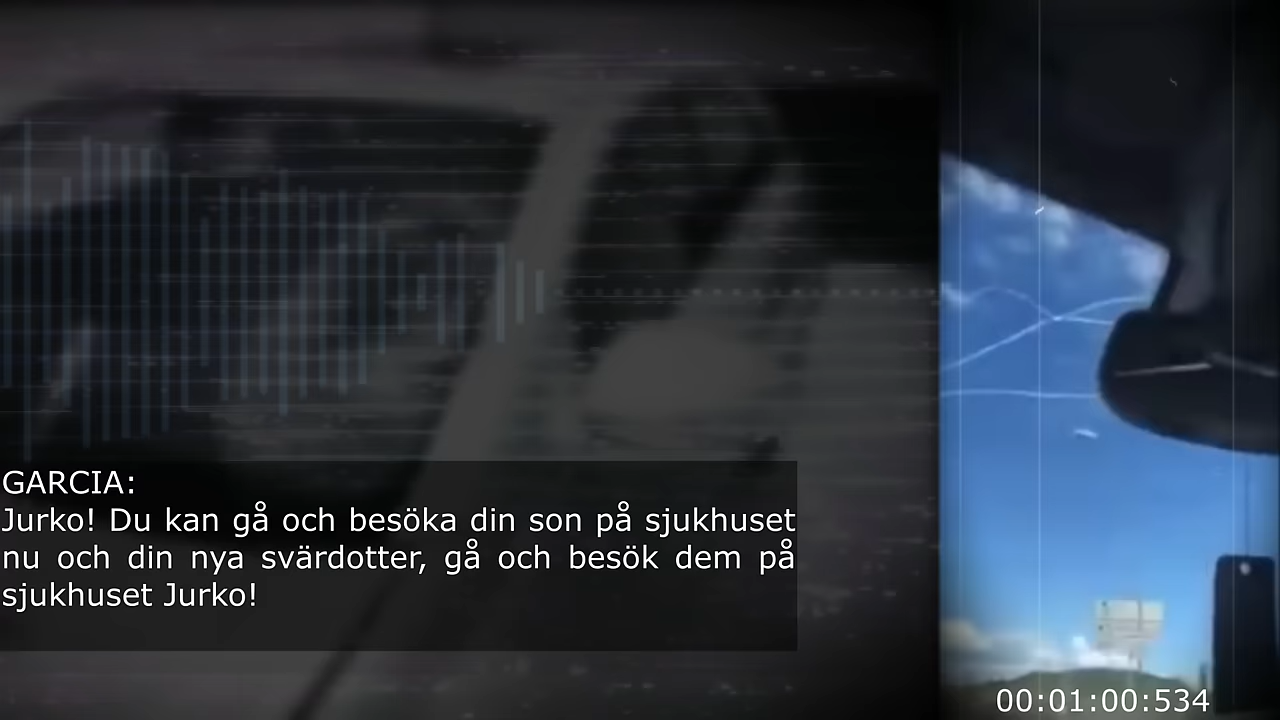 GARCIA:
Jurko! Du kan gå och besöka din son på sjukhuset
nu och din nya svärdotter, gå och besök dem på
sjukhuset Jurko!
00:01:00:534